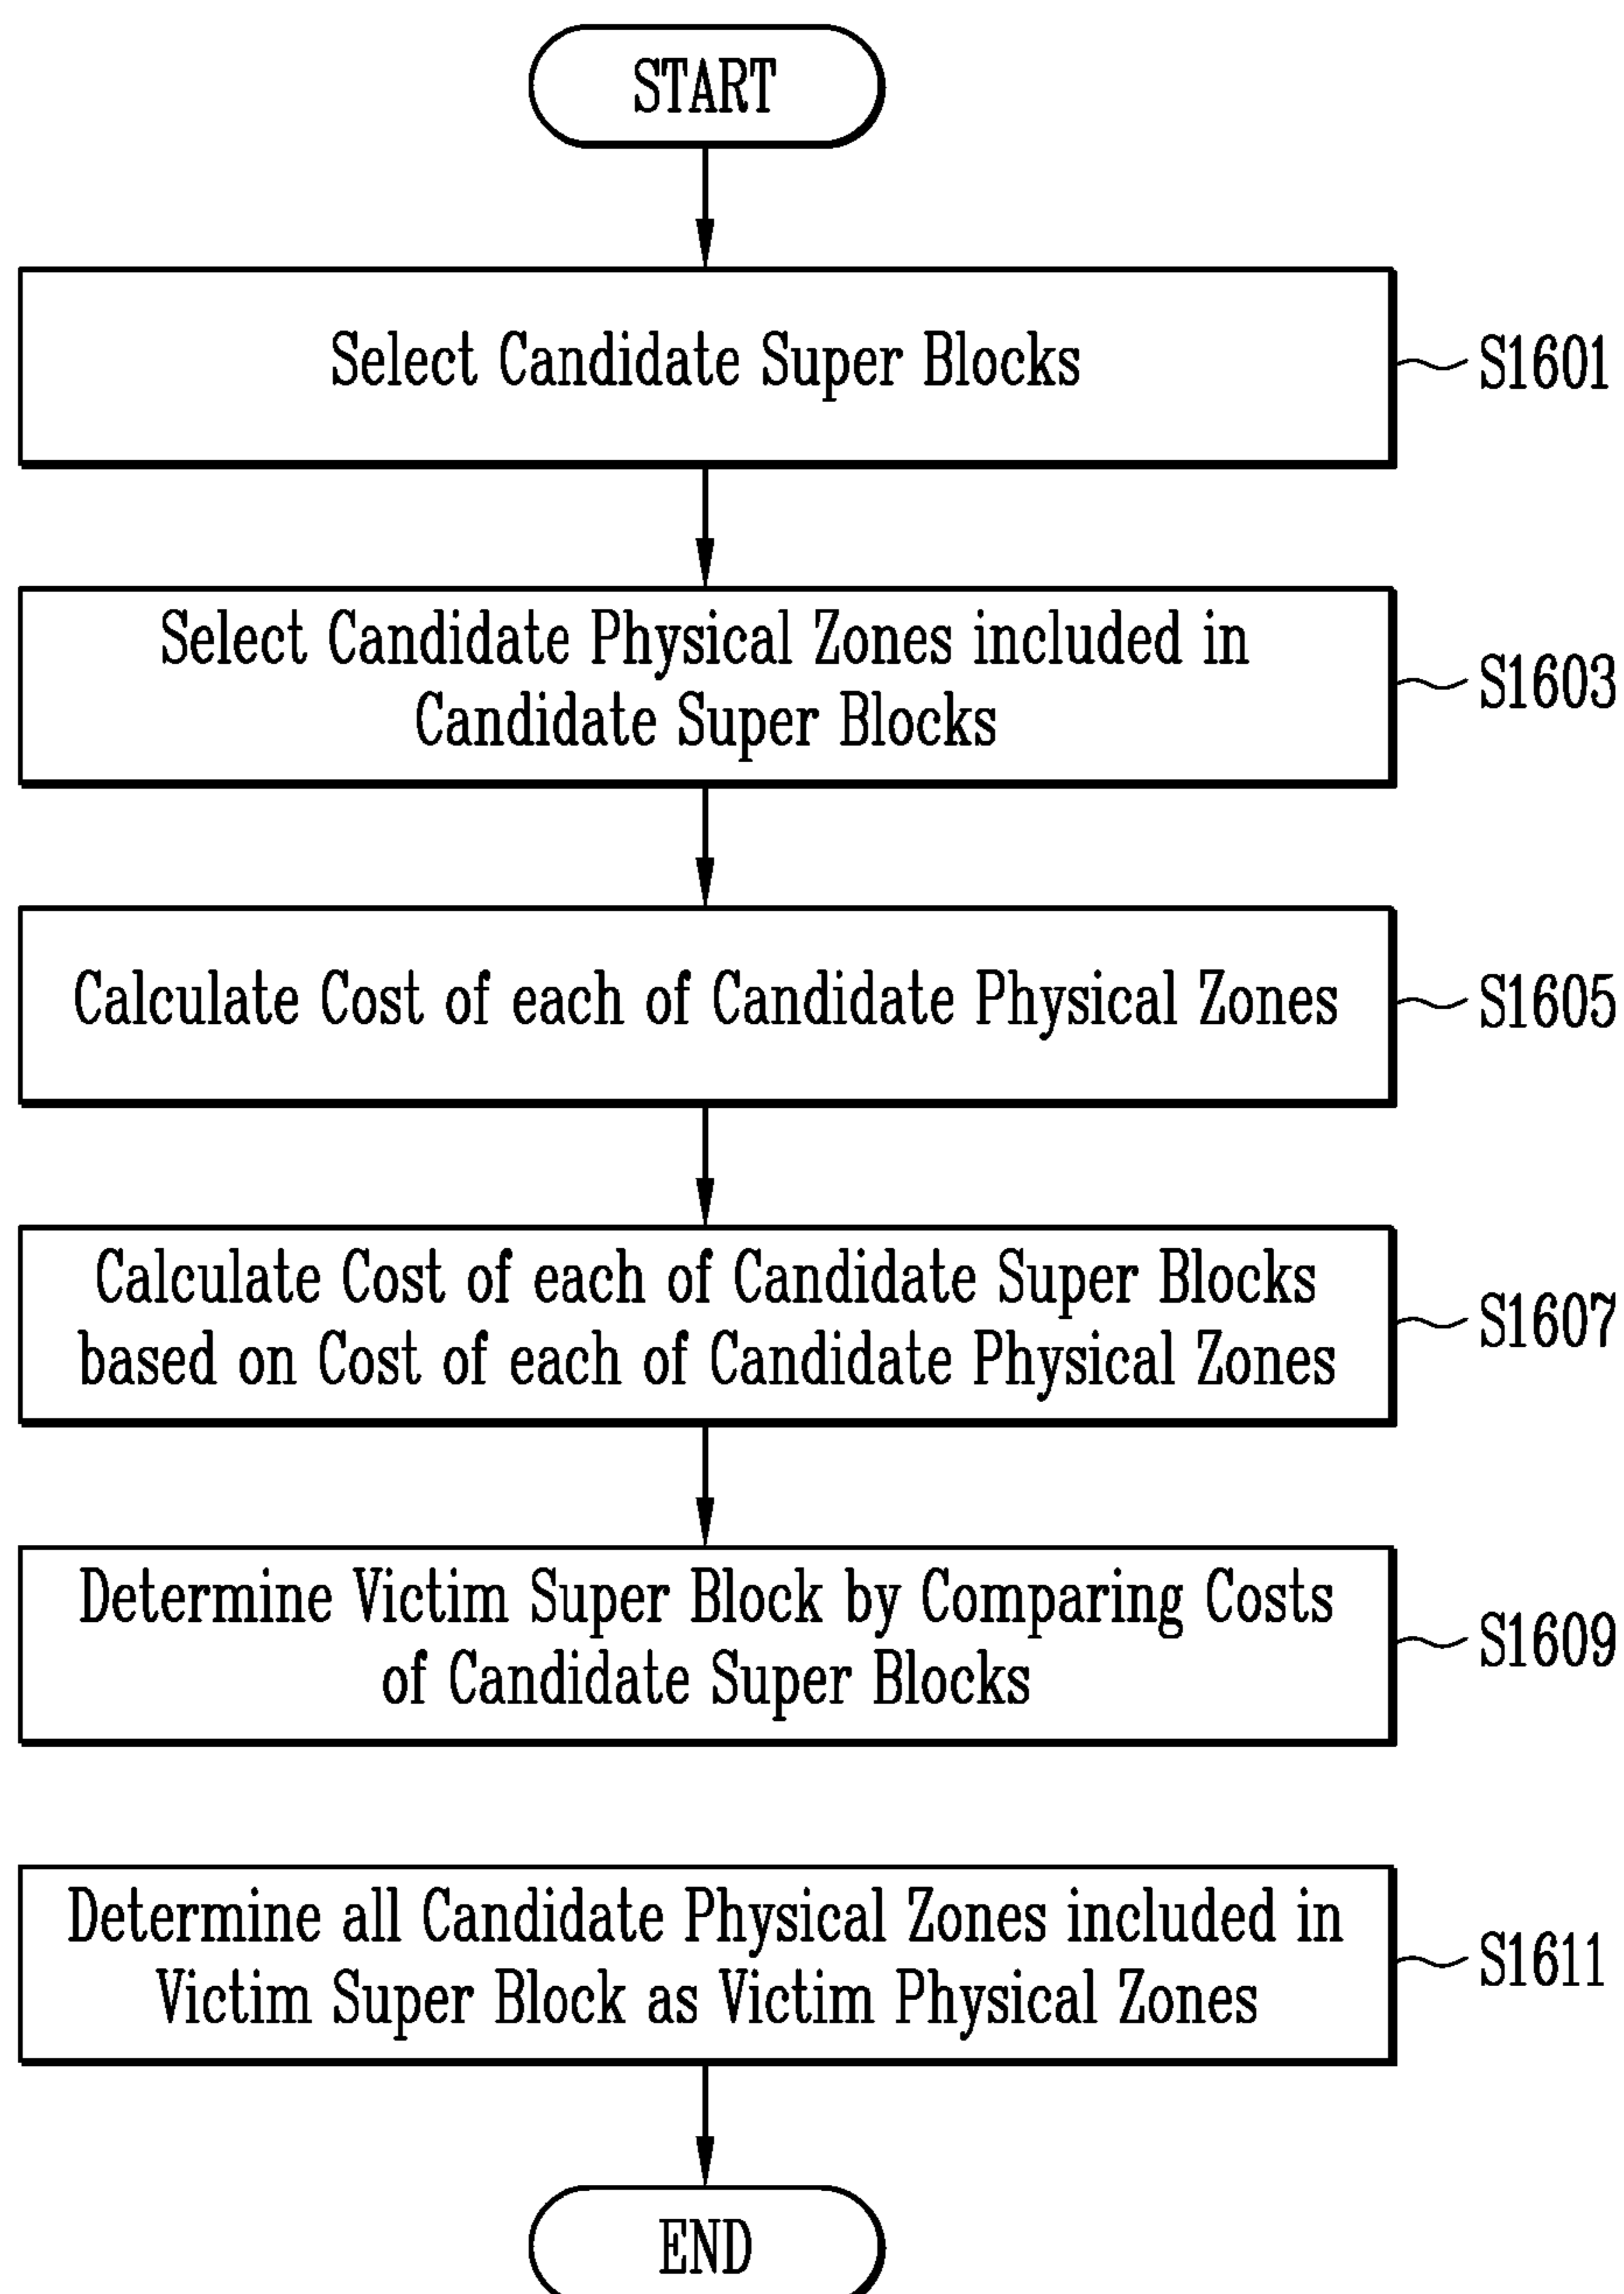 START
Select Candidate Super Blocks
S1601
Select Candidate Physical Zones included in
Candidate Super Blocks
S1603
Calculate Cost of each of Candidate Physical Zones
S1605
Calculate Cost of each of Candidate Super Blocks
based on Cost of each of Candidate Physical Zones
S1607
Determine Victim Super Block by Comparing Costs
of Candidate Super Blocks
S1609
Determine all Candidate Physical Zones included in
Victim Super Block as Victim Physical Zones
S1611
END